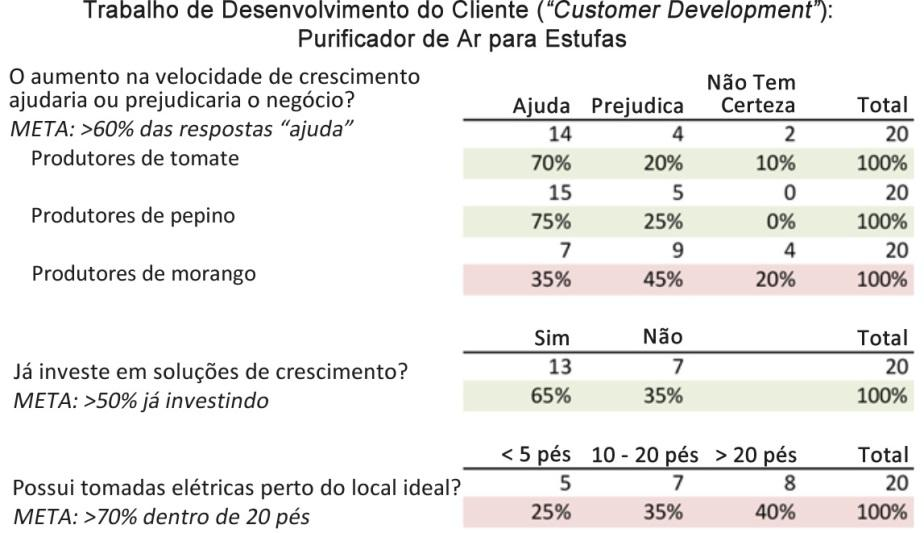 Trabalho de Desenvolvimento do Cliente (“Customer Development”):
Purificador de Ar para Estufas
O aumento na velocidade de crescimento
ajudaria ou prejudicaria o negócio?
META: >60% das respostas “ajuda”
Ajuda Prejudica Não Tem Certeza Total
14 4 2 20
Produtores de tomate
70% 20% 10% 100%
15 5 0 20
Produtores de pepino
75% 25% 0% 100%
7 9 4 20
Produtores de morango
35% 45% 20% 100%
Sim Não Total
Já investe em soluções de crescimento? 13 7 20
META: >50% já investindo 65% 35% 100%
< 5 pés 10 - 20 pés > 20 pés Total
Possui tomadas elétricas perto do local ideal? 5 7 8 20
META: >70% dentro de 20 pés 25% 35% 40% 100%